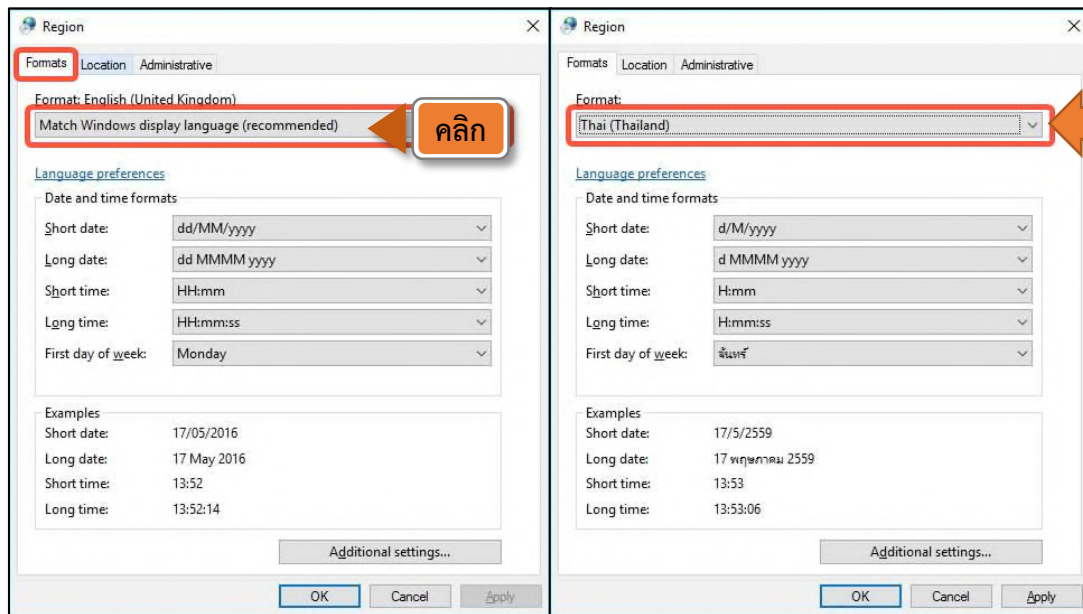 Region
Formats Location Administrative
Format: English (United Kingdom)
Match Windows display language (recommended)
คลิก
Language preferences
Date and time formats
Short date: dd/MM/yyyy
Long date: dd MMMM yyyy
Short time: HH:mm
Long time: HH:mm:ss
First day of week: Monday
Examples
Short date: 17/05/2016
Long date: 17 May 2016
Short time: 13:52
Long time: 13:52:14
Additional settings...
OK Cancel Apply
Region
Formats Location Administrative
Format:
Thai (Thailand)
Language preferences
Date and time formats
Short date: d/M/yyyy
Long date: d MMMM yyyy
Short time: H:mm
Long time: H:mm:ss
First day of week: จันทร์
Examples
Short date: 17/5/2559
Long date: 17 พฤษภาคม 2559
Short time: 13:53
Long time: 13:53:06
Additional settings...
OK Cancel Apply